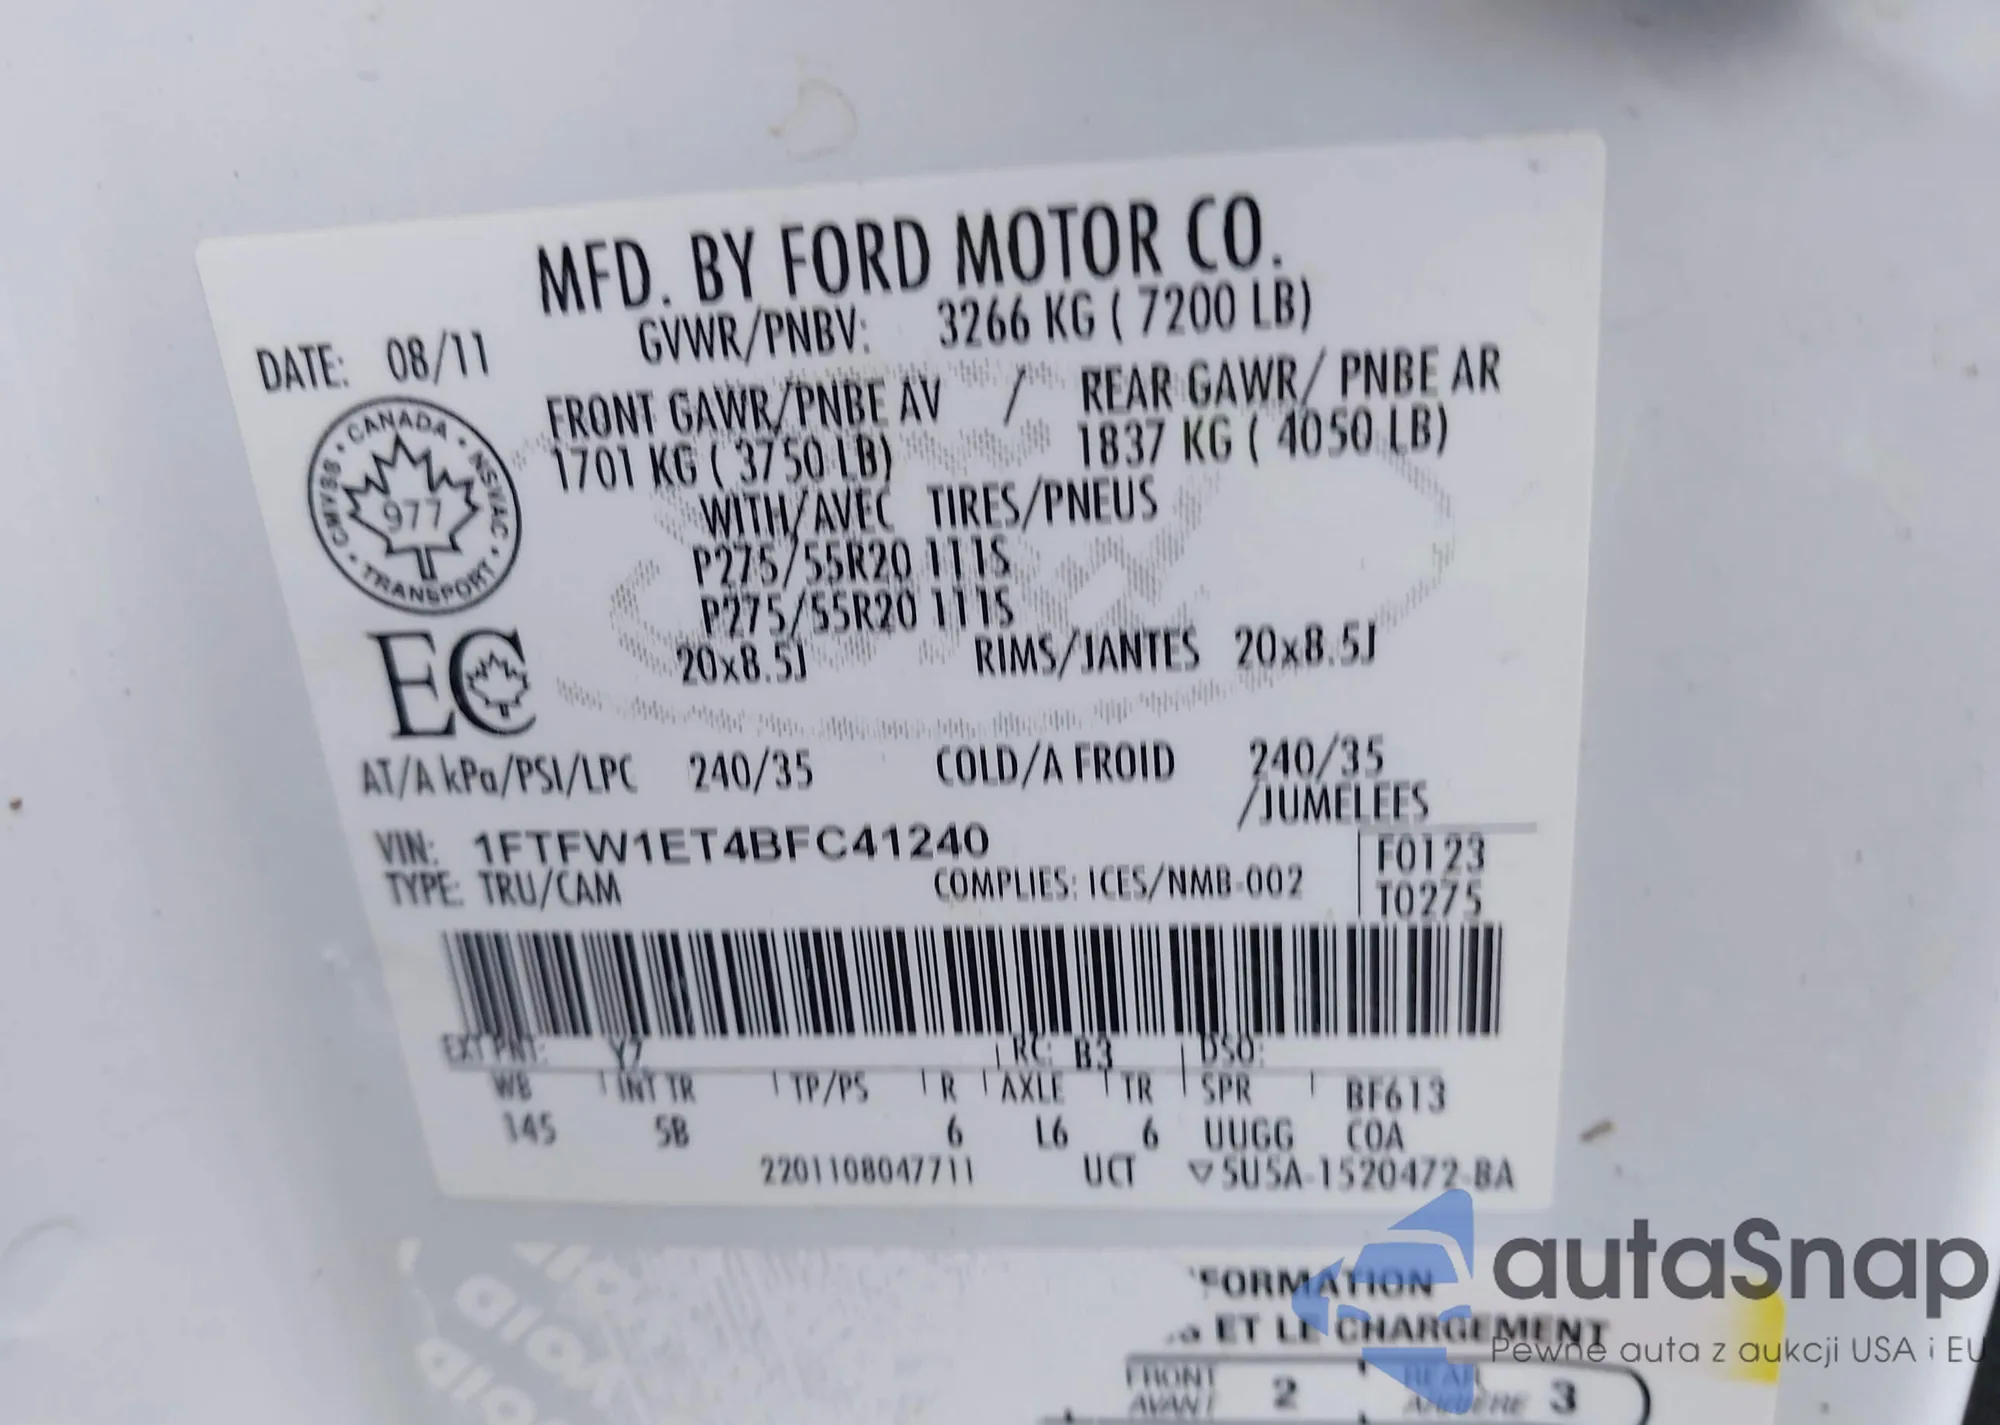 MFD. BY FORD MOTOR CO.
DATE: 08/11
GVWR/PNBV: 3266 KG ( 7200 LB)
FRONT GAWR/PNBE AV / REAR GAWR/ PNBE AR
1701 KG ( 3750 LB) 1837 KG ( 4050 LB)
WITH/AVEC TIRES/PNEUS
P275/55R20 111S
P275/55R20 111S
20x8.5J RIMS/JANTES 20x8.5J
CANADA
NSVAC
CMVSS
TRANSPORT
977
EC
AT/A kPa/PSI/LPC 240/35 COLD/A FROID 240/35
/JUMELEES
VIN: 1FTFW1ET4BFC41240
F0123
TYPE: TRU/CAM COMPLIES: ICES/NMB-002
T0275
EXT PNT: YZ RC: B3 DSO:
WB INT TR TP/PS R AXLE TR SPR BF613
145 5B 6 L6 6 UUGG COA
2201108047711 UCT ▽5U5A-1520472-BA
ET LE CHARGEMENT
FRONT
AVANT 2
REAR
ARRIÈRE 3
autaSnap
Pewne auta z aukcji USA i EU